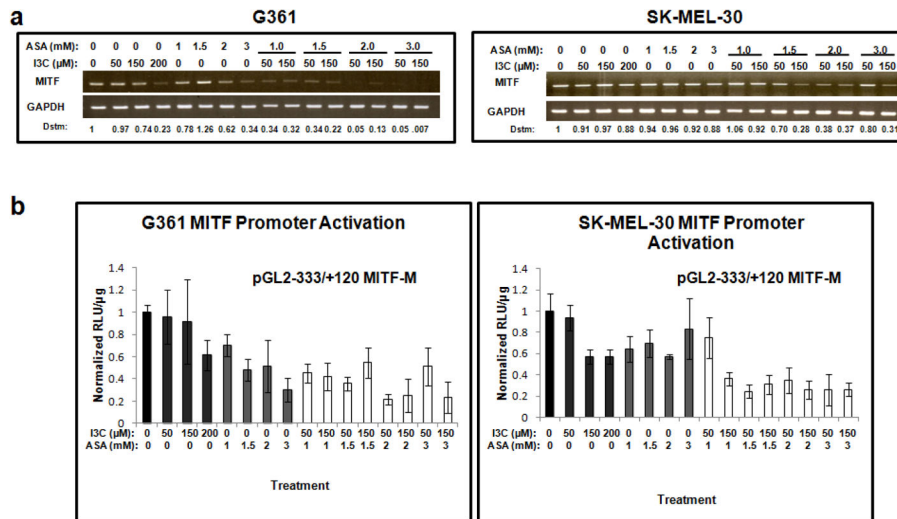 a
G361
SK-MEL-30
ASA (mM): 0 0 0 0 1 1.5 2 3 1.0 1.5 2.0 3.0
I3C (µM): 0 50 150 200 0 0 0 0 50 150 50 150 50 150 50 150
MITF
GAPDH
Dstm: 1 0.97 0.74 0.23 0.78 1.26 0.62 0.34 0.34 0.32 0.34 0.22 0.05 0.13 0.05 .007
ASA (mM): 0 0 0 0 1 1.5 2 3 1.0 1.5 2.0 3.0
I3C (µM): 0 50 150 200 0 0 0 0 50 150 50 150 50 150 50 150
MITF
GAPDH
Dstm: 1 0.91 0.97 0.88 0.94 0.96 0.92 0.88 1.06 0.92 0.70 0.28 0.38 0.37 0.80 0.31
b
G361 MITF Promoter Activation
pGL2-333/+120 MITF-M
Normalized RLU/µg
1.4
1.2
1
0.8
0.6
0.4
0.2
0
I3C (µM): 0 50 150 200 0 0 0 0 50 150 50 150 50 150 50 150
ASA (mM): 0 0 0 0 1 1.5 2 3 1 1 1.5 1.5 2 2 3 3
Treatment
SK-MEL-30 MITF Promoter
Activation
pGL2-333/+120 MITF-M
Normalized RLU/µg
1.4
1.2
1
0.8
0.6
0.4
0.2
0
I3C (µM): 0 50 150 200 0 0 0 0 50 150 50 150 50 150 50 150
ASA (mM): 0 0 0 0 1 1.5 2 3 1 1 1.5 1.5 2 2 3 3
Treatment